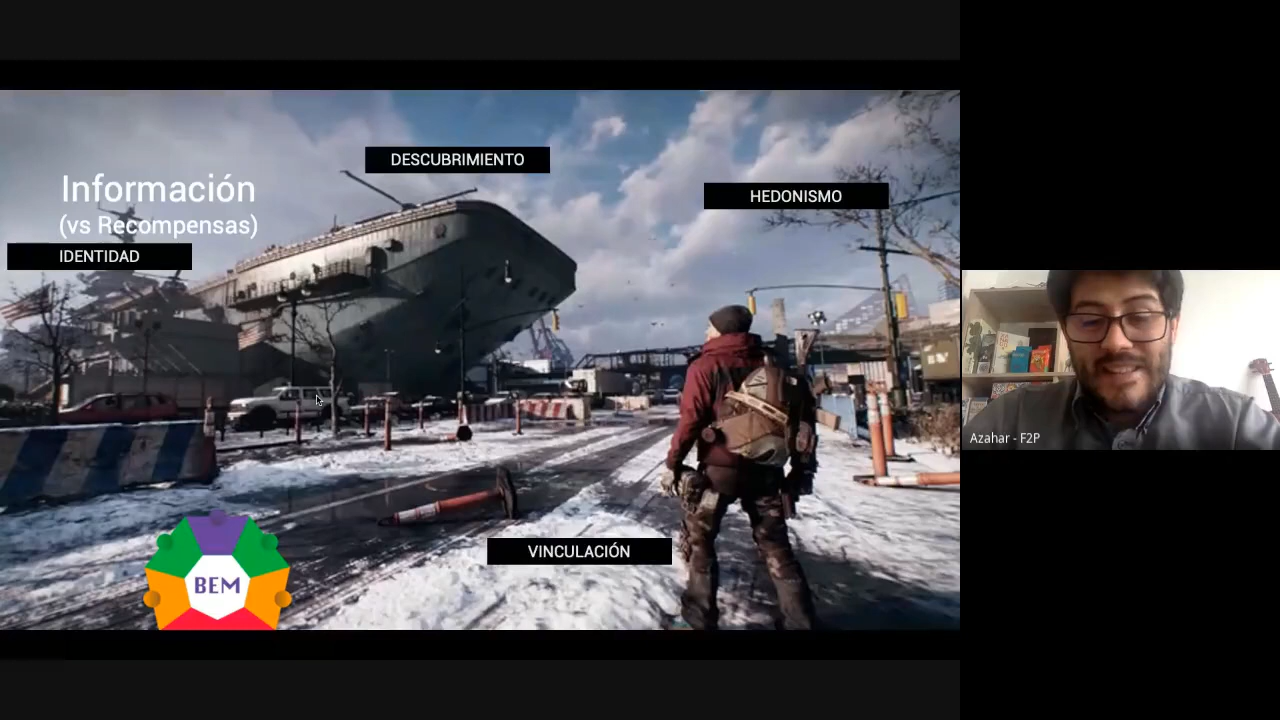 DESCUBRIMIENTO
Información
HEDONISMO
(vs Recompensas)
IDENTIDAD
Azahar - F2P
VINCULACIÓN
BEM